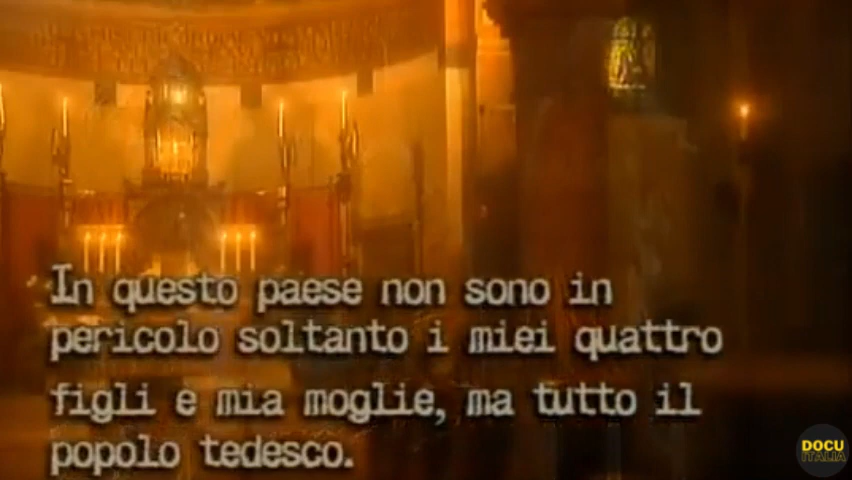 In questo paese non sono in
pericolo soltanto i miei quattro
figli e mia moglie, ma tutto il
popolo tedesco.
DOCU
ITALIA